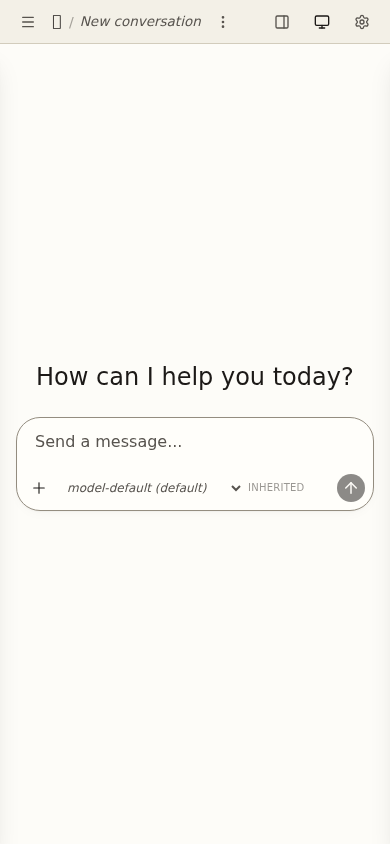 / New conversation
How can I help you today?
Send a message...
model-default (default) INHERITED